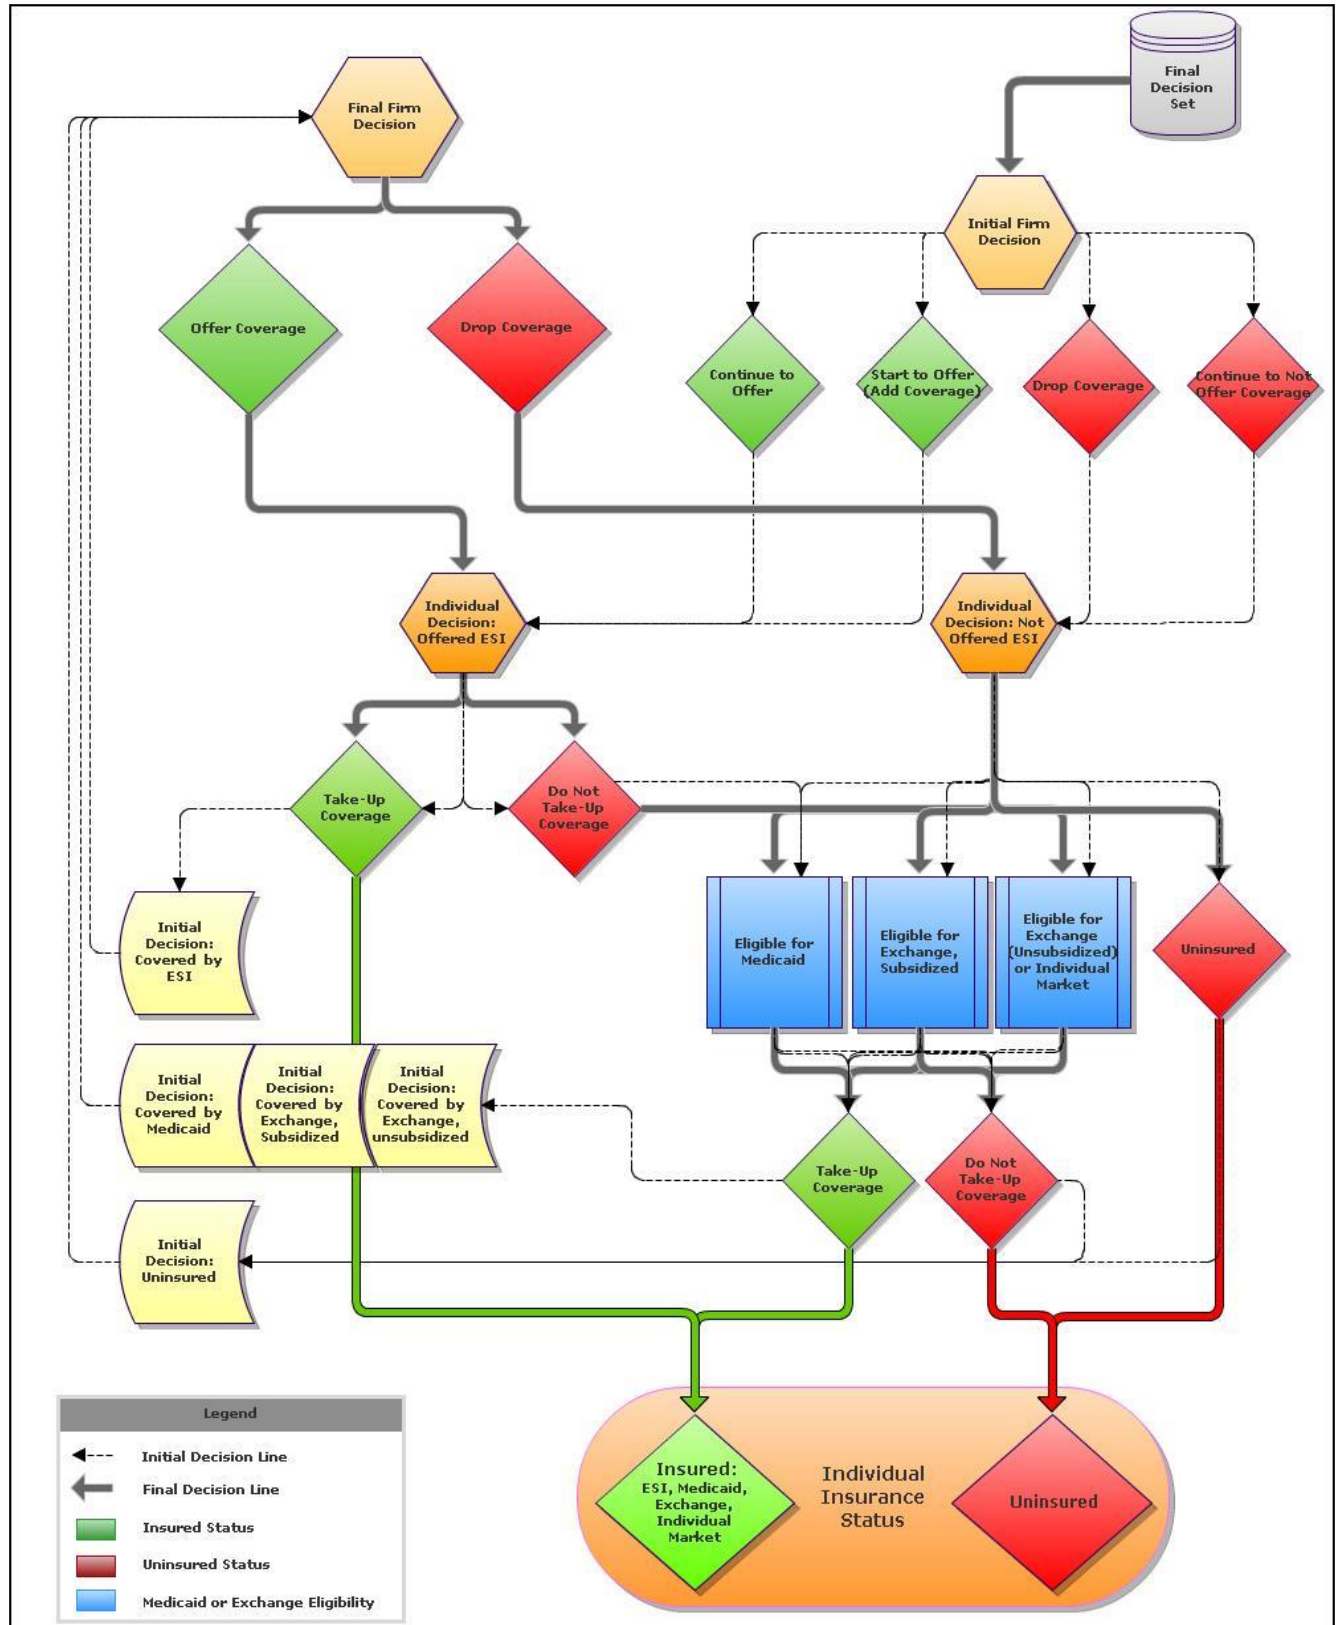 Final
Decision
Set
Final Firm
Decision
Initial Firm
Decision
Offer Coverage
Drop Coverage
Continue to
Offer
Start to Offer
(Add Coverage)
Drop Coverage
Continue to Not
Offer Coverage
Individual
Decision:
Offered ESI
Individual
Decision: Not
Offered ESI
Take-Up
Coverage
Do Not
Take-Up
Coverage
Initial
Decision:
Covered by
ESI
Eligible for
Medicaid
Eligible for
Exchange,
Subsidized
Eligible for
Exchange
(Unsubsidized)
or Individual
Market
Uninsured
Initial
Decision:
Covered by
Medicaid
Initial
Decision:
Covered by
Exchange,
Subsidized
Initial
Decision:
Covered by
Exchange,
unsubsidized
Take-Up
Coverage
Do Not
Take-Up
Coverage
Initial
Decision:
Uninsured
Legend
Initial Decision Line
Final Decision Line
Insured Status
Uninsured Status
Medicaid or Exchange Eligibility
Insured:
ESI, Medicaid,
Exchange,
Individual
Market
Individual
Insurance
Status
Uninsured